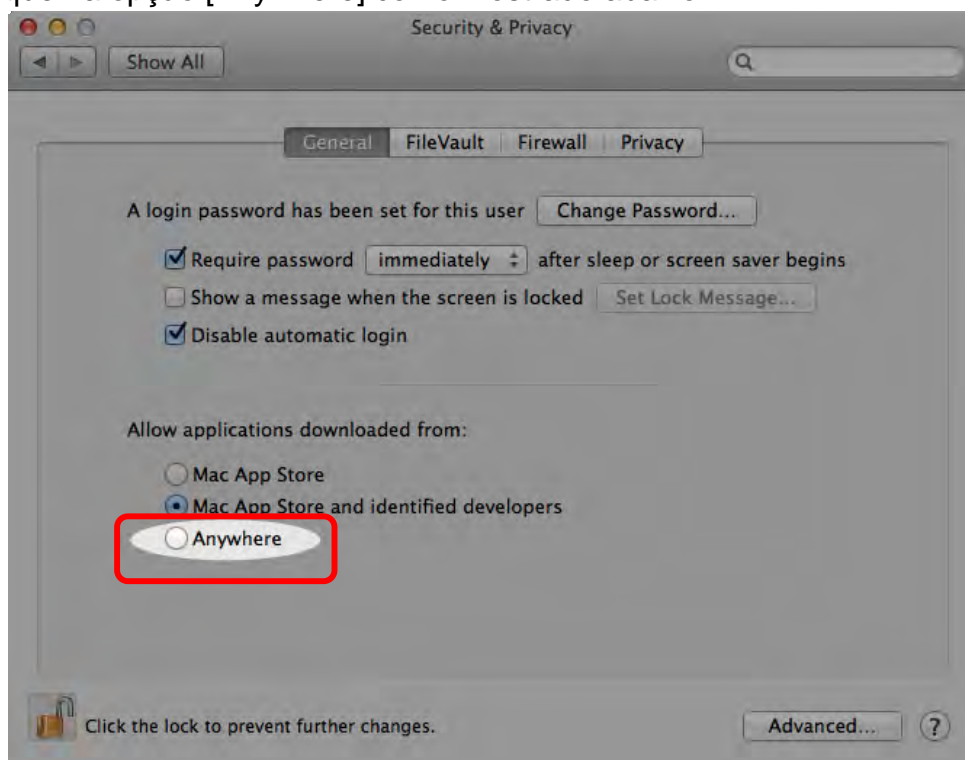 Security & Privacy
Show All
General FileVault Firewall Privacy
A login password has been set for this user Change Password...
Require password immediately after sleep or screen saver begins
Show a message when the screen is locked Set Lock Message...
Disable automatic login
Allow applications downloaded from:
Mac App Store
Mac App Store and identified developers
Anywhere
Click the lock to prevent further changes. Advanced... ?